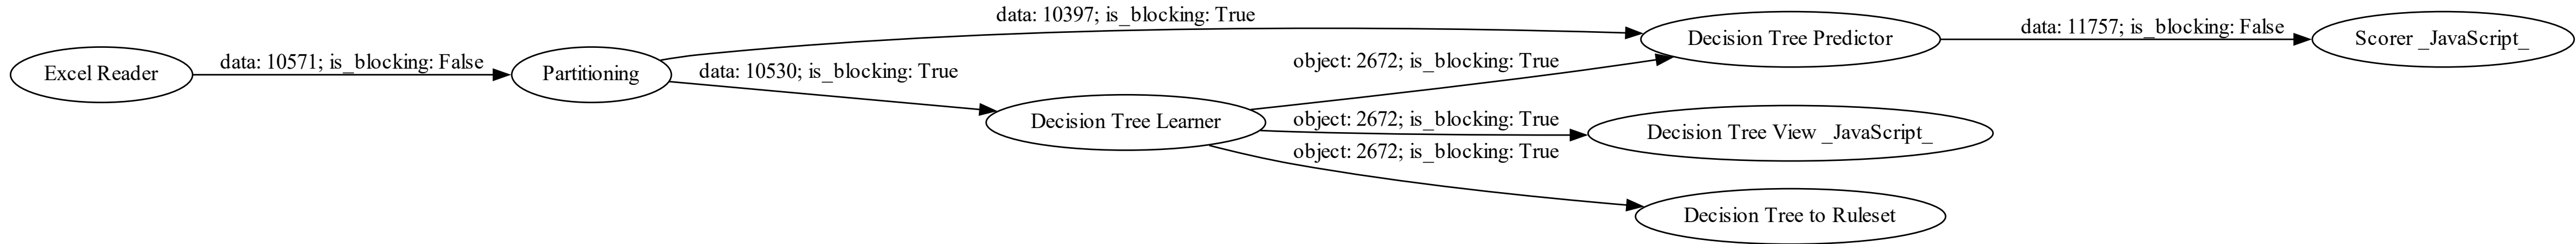 Excel Reader
data: 10571; is_blocking: False
Partitioning
data: 10397; is_blocking: True
data: 10530; is_blocking: True
Decision Tree Learner
object: 2672; is_blocking: True
object: 2672; is_blocking: True
object: 2672; is_blocking: True
Decision Tree Predictor
Decision Tree View _JavaScript_
Decision Tree to Ruleset
data: 11757; is_blocking: False
Scorer _JavaScript_